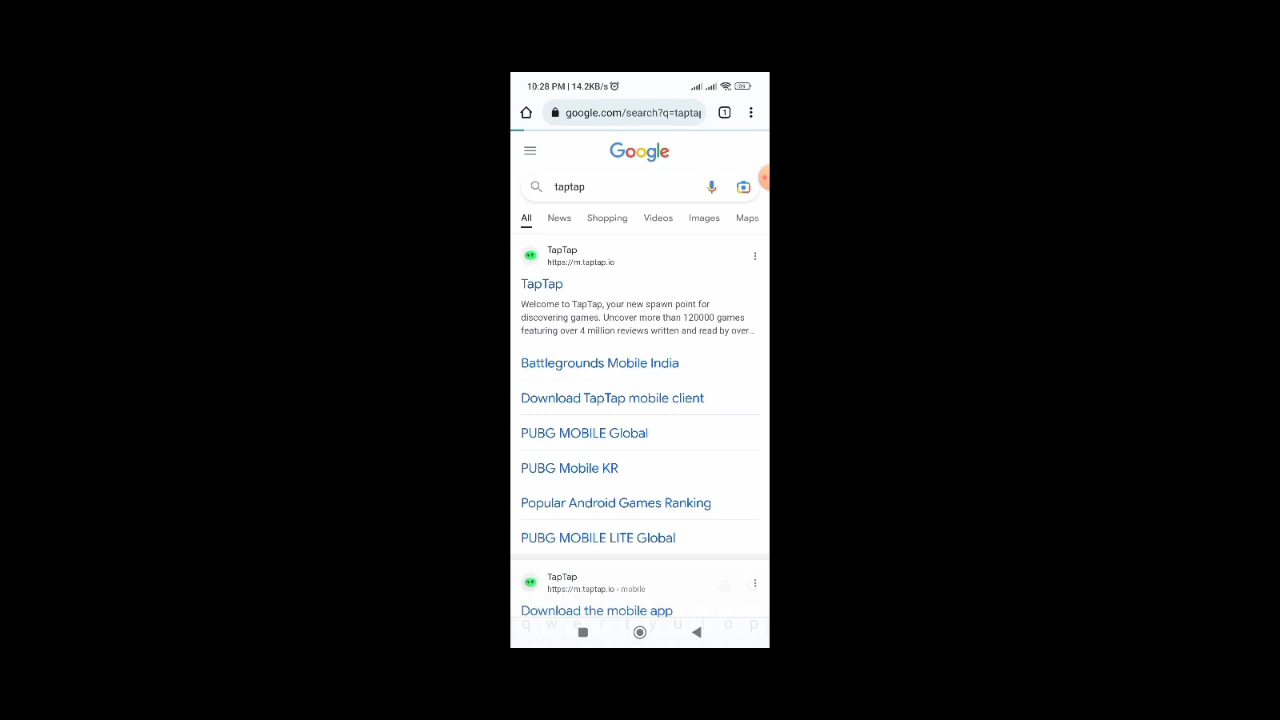 10:28 PM | 14.2KB/s
google.com/search?q=tapta
1
Google
taptap
All News Shopping Videos Images Maps
TapTap
https://m.taptap.io
TapTap
Welcome to TapTap, your new spawn point for
discovering games. Uncover more than 120000 games
featuring over 4 million reviews written and read by over...
Battlegrounds Mobile India
Download TapTap mobile client
PUBG MOBILE Global
PUBG Mobile KR
Popular Android Games Ranking
PUBG MOBILE LITE Global
TapTap
https://m.taptap.io › mobile
Download the mobile app
q w e r t y u i o p